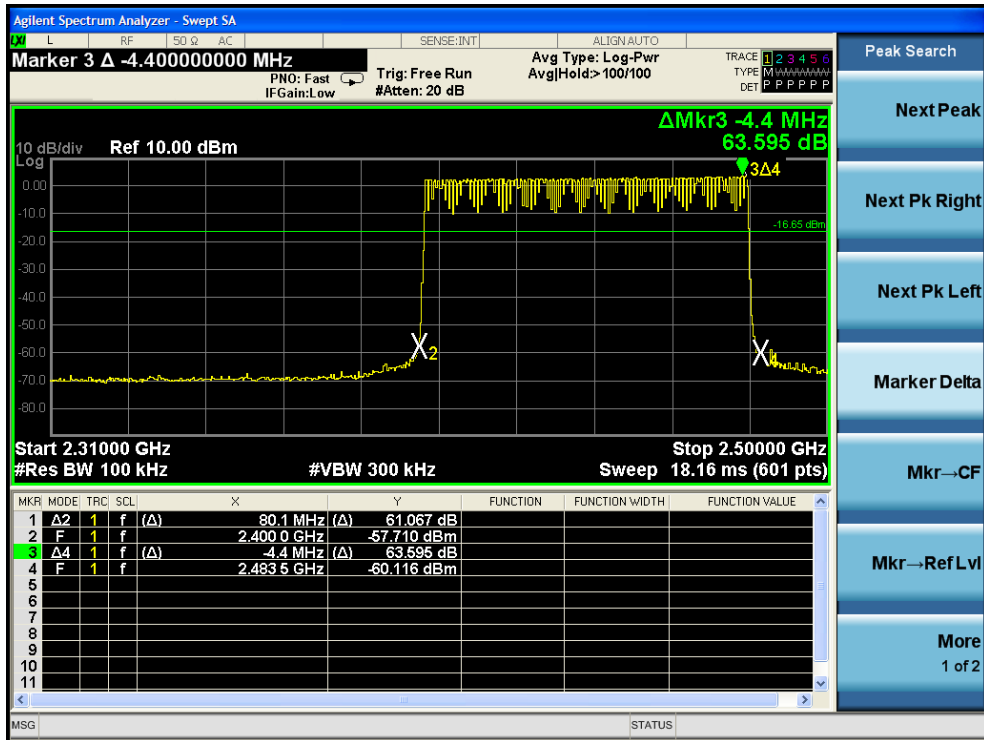 Agilent Spectrum Analyzer - Swept SA
LXI L RF 50 Ω AC SENSE:INT ALIGN AUTO
Marker 3 Δ -4.400000000 MHz
PNO: Fast
IFGain:Low
Trig: Free Run
#Atten: 20 dB
Avg Type: Log-Pwr
Avg|Hold:> 100/100
TRACE 1 2 3 4 5 6
TYPE M
DET P P P P P P
ΔMkr3 -4.4 MHz
63.595 dB
10 dB/div Ref 10.00 dBm
Log
3Δ4
0.00
-10.0
-16.65 dBm
-20.0
-30.0
-40.0
-50.0
2
-60.0
-70.0
-80.0
Start 2.31000 GHz Stop 2.50000 GHz
#Res BW 100 kHz #VBW 300 kHz Sweep 18.16 ms (601 pts)
MKR MODE TRC SCL X Y FUNCTION FUNCTION WIDTH FUNCTION VALUE
1 Δ2 1 f (Δ) 80.1 MHz (Δ) 61.067 dB
2 F 1 f 2.400 0 GHz -57.710 dBm
3 Δ4 1 f (Δ) -4.4 MHz (Δ) 63.595 dB
4 F 1 f 2.483 5 GHz -60.116 dBm
5
6
7
8
9
10
11
MSG STATUS
Peak Search
Next Peak
Next Pk Right
Next Pk Left
Marker Delta
Mkr→CF
Mkr→Ref Lvl
More
1 of 2